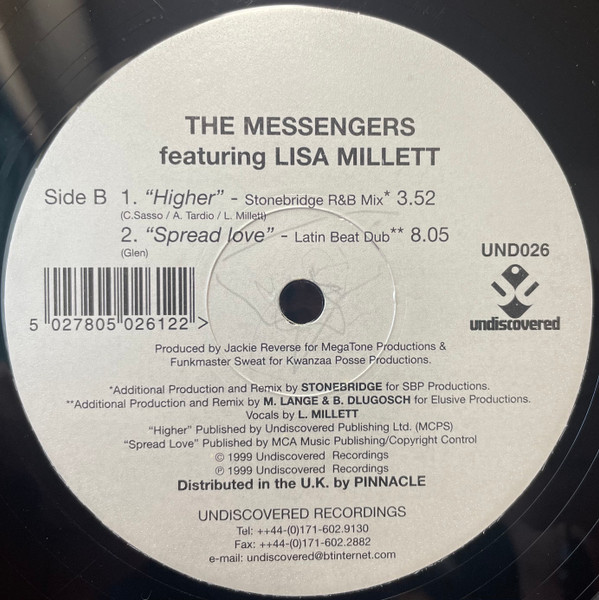 THE MESSENGERS
featuring LISA MILLETT
Side B 1. “Higher” - Stonebridge R&B Mix* 3.52
(C.Sasso / A. Tardio / L. Millett)
2. “Spread love” - Latin Beat Dub** 8.05
(Glen)
UND026
undiscovered
5 027805 026122 >
Produced by Jackie Reverse for MegaTone Productions &
Funkmaster Sweat for Kwanzaa Posse Productions.
*Additional Production and Remix by STONEBRIDGE for SBP Productions.
**Additional Production and Remix by M. LANGE & B. DLUGOSCH for Elusive Productions.
Vocals by L. MILLETT
“Higher” Published by Undiscovered Publishing Ltd. (MCPS)
“Spread Love” Published by MCA Music Publishing/Copyright Control
© 1999 Undiscovered Recordings
℗ 1999 Undiscovered Recordings
Distributed in the U.K. by PINNACLE
UNDISCOVERED RECORDINGS
Tel: ++44-(0)171-602.9130
Fax: ++44-(0)171-602.2882
e-mail: undiscovered@btinternet.com